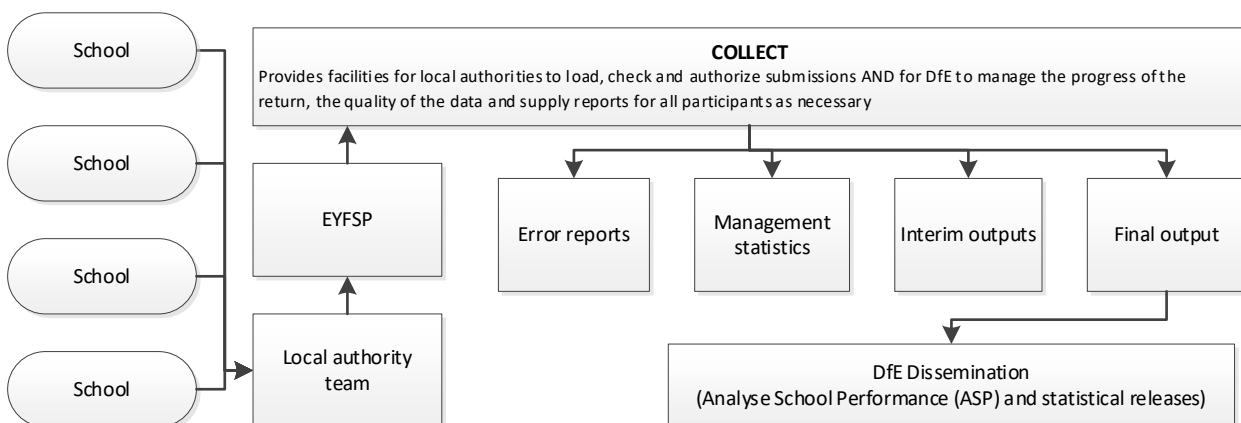 School
School
School
School
COLLECT
Provides facilities for local authorities to load, check and authorize submissions AND for DfE to manage the progress of the
return, the quality of the data and supply reports for all participants as necessary
EYFSP
Local authority
team
Error reports
Management
statistics
Interim outputs
Final output
DfE Dissemination
(Analyse School Performance (ASP) and statistical releases)